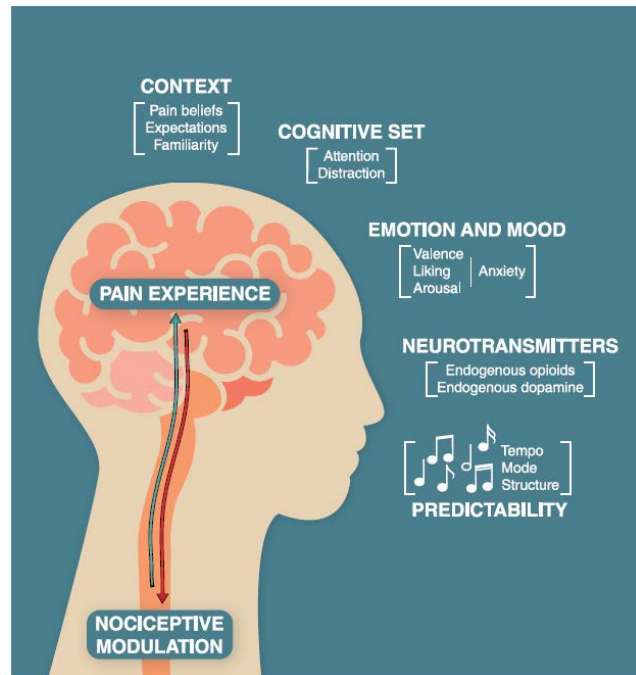 CONTEXT
Pain beliefs
Expectations
Familiarity
COGNITIVE SET
Attention
Distraction
EMOTION AND MOOD
Valence
Liking
Arousal
Anxiety
PAIN EXPERIENCE
NEUROTRANSMITTERS
Endogenous opioids
Endogenous dopamine
Tempo
Mode
Structure
PREDICTABILITY
NOCICEPTIVE
MODULATION